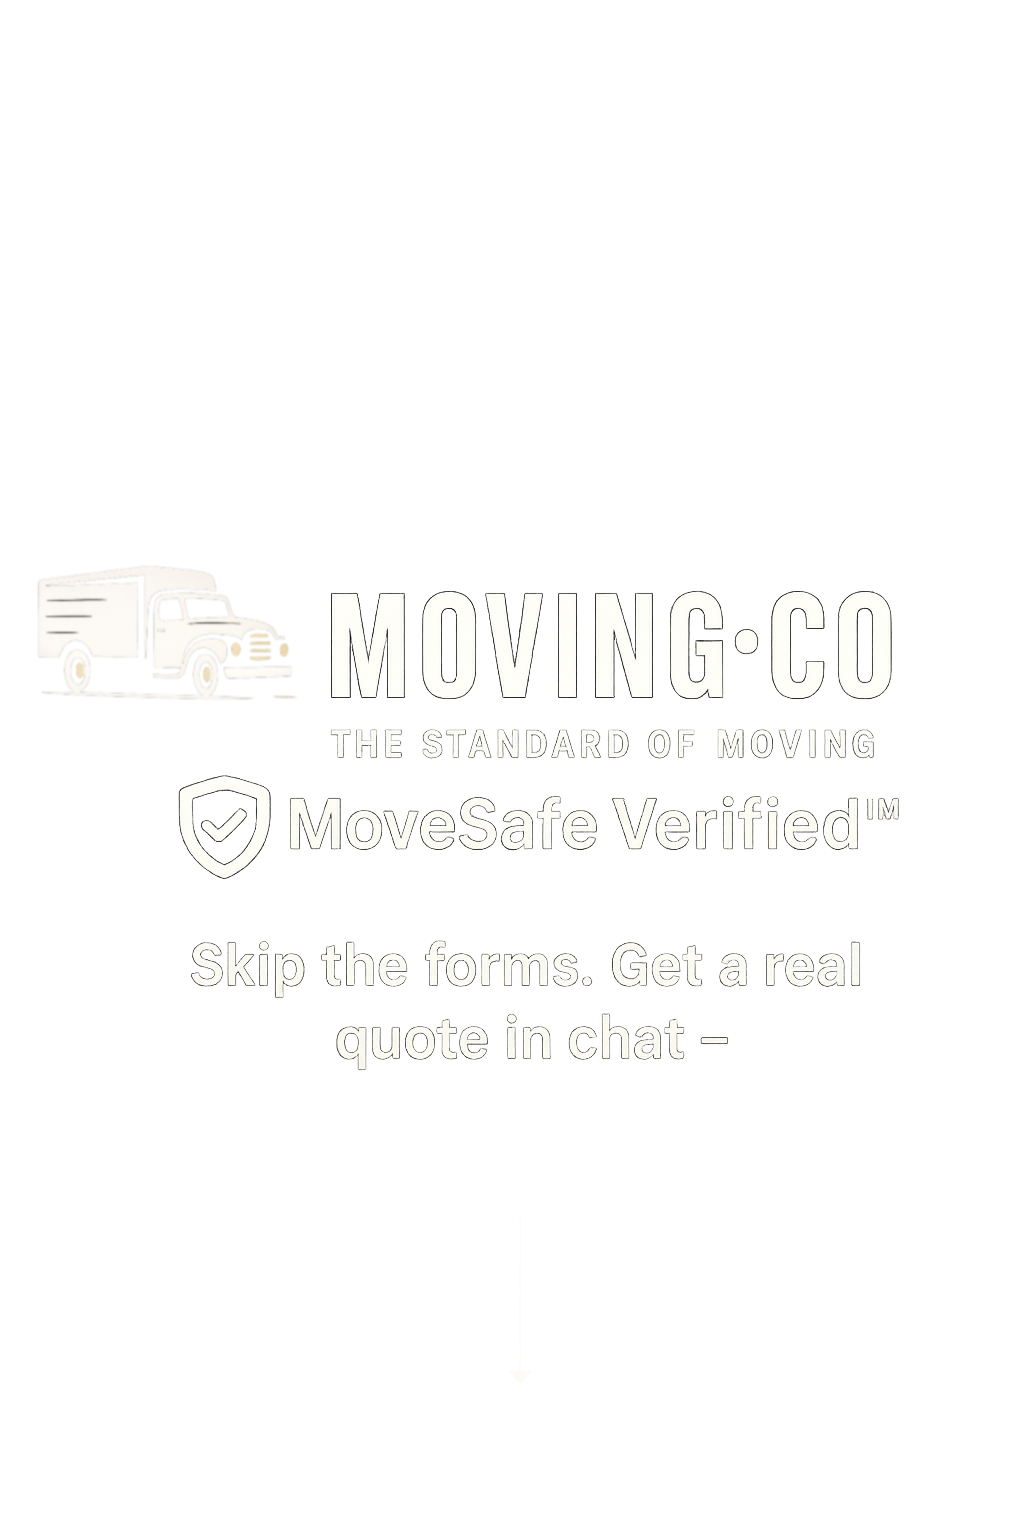 MOVING·CO
THE STANDARD OF MOVING
MoveSafe Verified™
Skip the forms. Get a real
quote in chat –